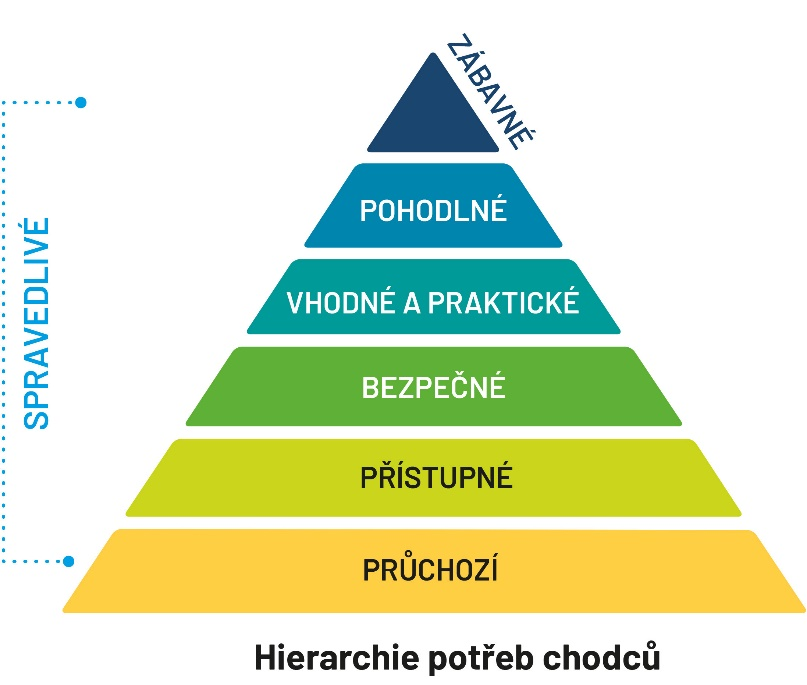 ZÁBAVNÉ
POHODLNÉ
VHODNÉ A PRAKTICKÉ
BEZPEČNÉ
PŘÍSTUPNÉ
PRŮCHOZÍ
SPRAVEDLIVÉ
Hierarchie potřeb chodců